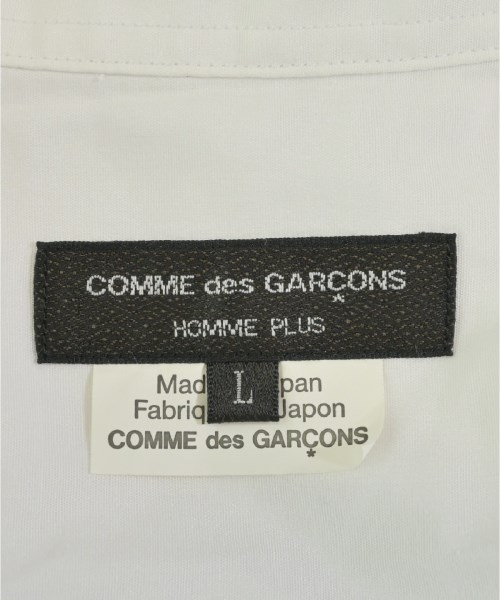 COMME des GARÇONS
*
HOMME PLUS
L
Mad pan
Fabriq Japon
COMME des GARÇONS
*